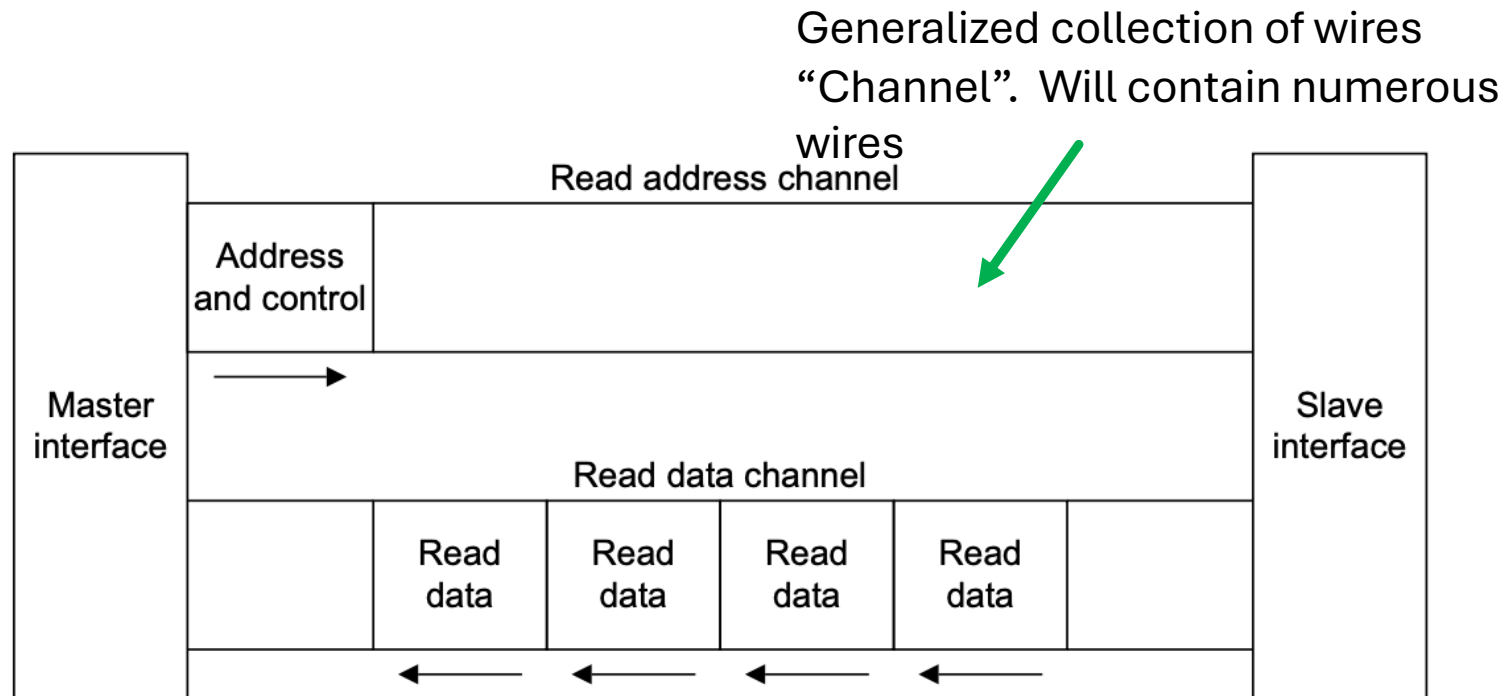 Generalized collection of wires
“Channel”.  Will contain numerous
wires
Read address channel
Address
and control
Master
interface
Slave
interface
Read data channel
Read
data
Read
data
Read
data
Read
data